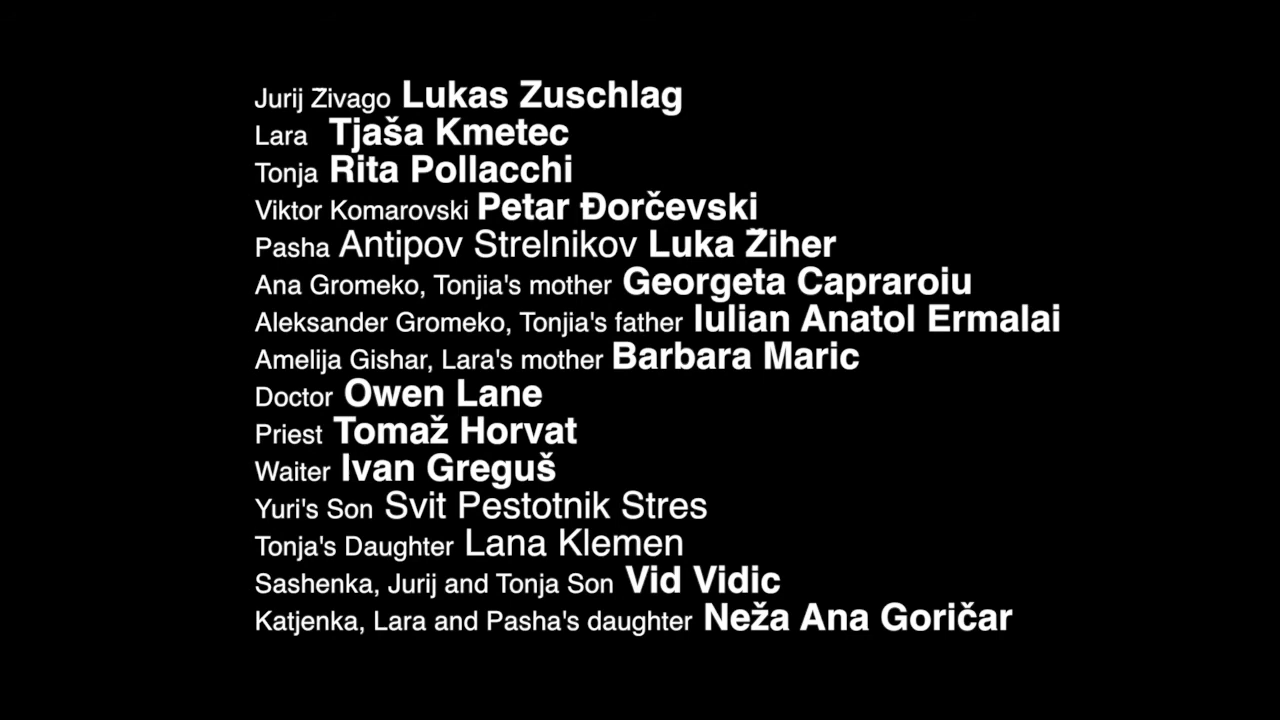 Jurij Živago Lukas Zuschlag
Lara Tjaša Kmetec
Tonja Rita Pollacchi
Viktor Komarovski Petar Đorčevski
Pasha Antipov Strelnikov Luka Žiher
Ana Gromeko, Tonjia's mother Georgeta Capraroiu
Aleksander Gromeko, Tonjia's father Iulian Anatol Ermalai
Amelija Gishar, Lara's mother Barbara Maric
Doctor Owen Lane
Priest Tomaž Horvat
Waiter Ivan Greguš
Yuri's Son Svit Pestotnik Stres
Tonja's Daughter Lana Klemen
Sashenka, Jurij and Tonja Son Vid Vidic
Katjenka, Lara and Pasha's daughter Neža Ana Goričar